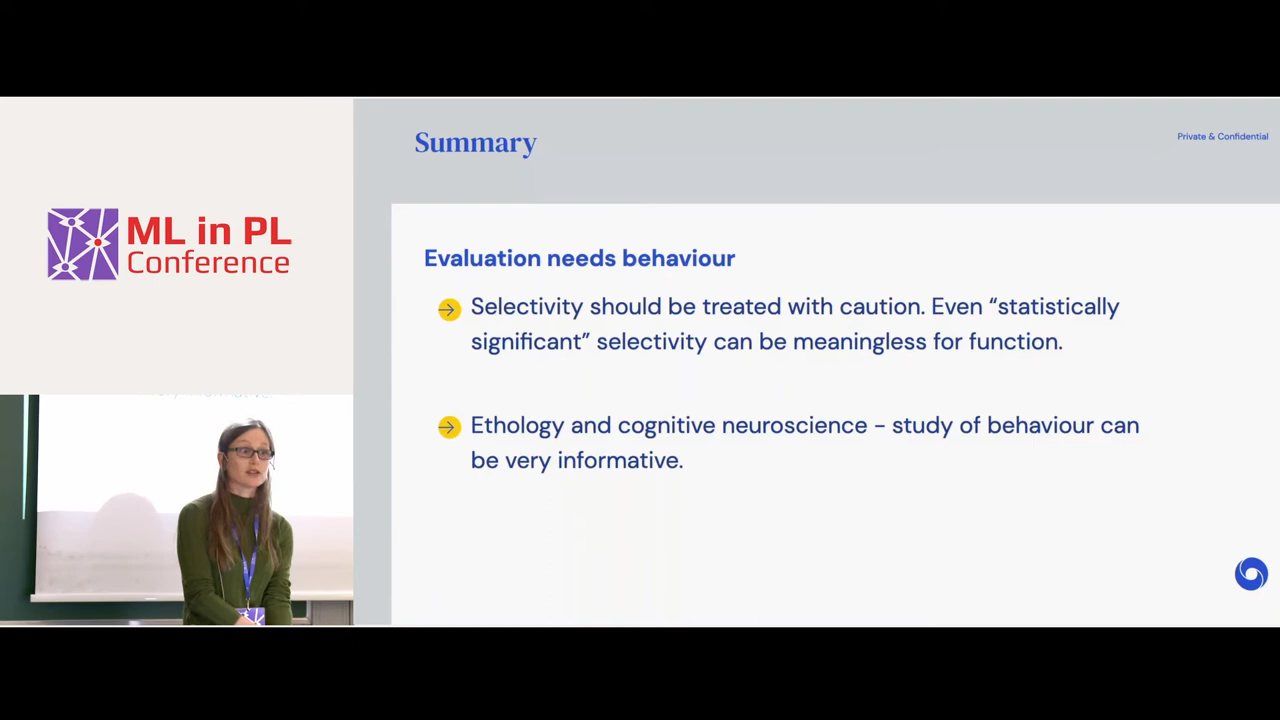 Summary
Private & Confidential
ML in PL
Conference
Evaluation needs behaviour
Selectivity should be treated with caution. Even “statistically
significant” selectivity can be meaningless for function.
Ethology and cognitive neuroscience - study of behaviour can
be very informative.